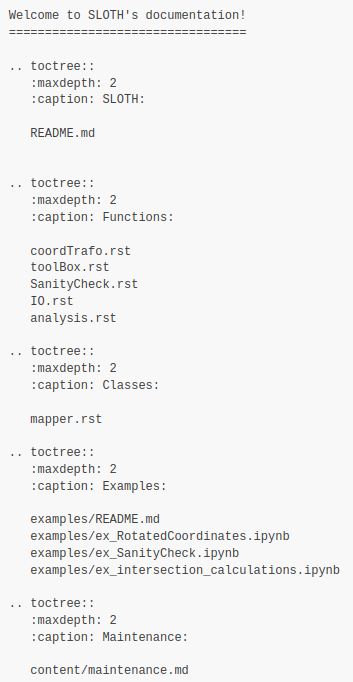 Welcome to SLOTH's documentation!
=================================
.. toctree::
   :maxdepth: 2
   :caption: SLOTH:

   README.md


.. toctree::
   :maxdepth: 2
   :caption: Functions:

   coordTrafo.rst
   toolBox.rst
   SanityCheck.rst
   IO.rst
   analysis.rst

.. toctree::
   :maxdepth: 2
   :caption: Classes:

   mapper.rst

.. toctree::
   :maxdepth: 2
   :caption: Examples:

   examples/README.md
   examples/ex_RotatedCoordinates.ipynb
   examples/ex_SanityCheck.ipynb
   examples/ex_intersection_calculations.ipynb

.. toctree::
   :maxdepth: 2
   :caption: Maintenance:

   content/maintenance.md